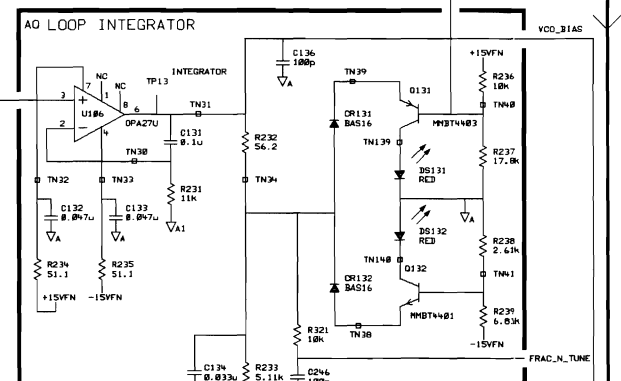 AQ LOOP INTEGRATOR
VCO_BIAS
C136
100p
A
+15VFN
NC
NC
TP13
INTEGRATOR
TN39
Q131
R236
10k
7
3
1
8
6
TN31
TN40
U106
OPA27U
CR131
BAS16
MMBT4403
2
4
C131
0.1u
R232
56.2
TN139
R237
17.8k
TN30
TN32
TN33
TN34
DS131
RED
R231
11k
C132
0.047u
C133
0.047u
A
A
A1
A
DS132
RED
R238
2.61k
R234
51.1
R235
51.1
TN140
Q132
TN41
CR132
BAS16
+15VFN
-15VFN
R321
10k
MMBT4401
R239
6.81k
TN38
-15VFN
FRAC_N_TUNE
C134
0.033u
R233
5.11k
C246